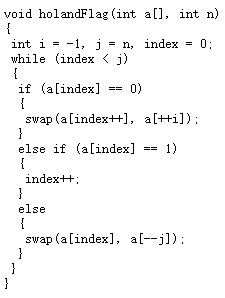 void holandFlag(int a[], int n)
{
int i = -1, j = n, index = 0;
while (index < j)
{
if (a[index] == 0)
{
swap(a[index++], a[++i]);
}
else if (a[index] == 1)
{
index++;
}
else
{
swap(a[index], a[--j]);
}
}
}